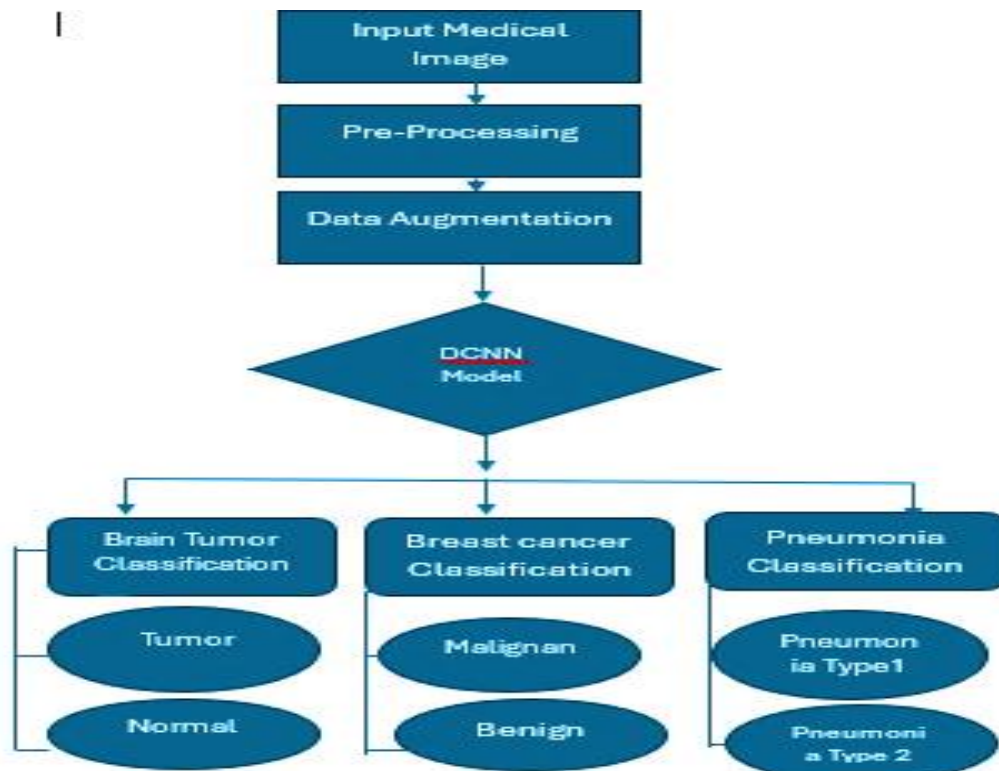 Input Medical
Image
Pre-Processing
Data Augmentation
DCNN
Model
Brain Tumor
Classification
Breast cancer
Classification
Pneumonia
Classification
Tumor
Malignan
Pneumon
ia Type1
Normal
Benign
Pneumoni
a Type 2